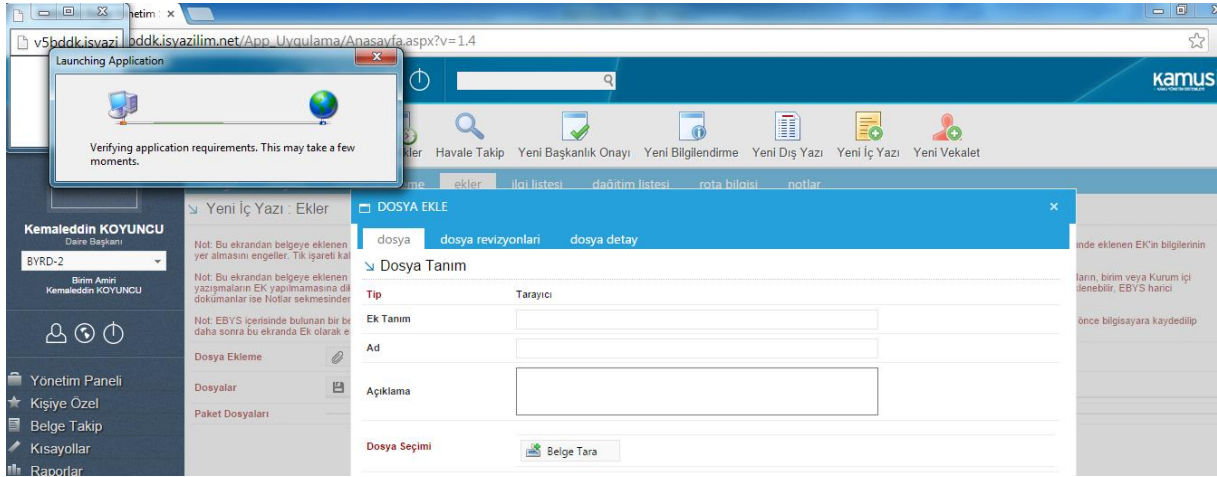 netim
v5bddk.isyazi
bddk.isyazilim.net/App_Uygulama/Anasayfa.aspx?v=1.4
Launching Application
Verifying application requirements. This may take a few
moments.
kamus
kler Havale Takip Yeni Başkanlık Onayı Yeni Bilgilendirme Yeni Dış Yazı Yeni İç Yazı Yeni Vekalet
me ekler ilgi listesi dağitim listesi rota bilgisi notlar
Yeni İç Yazı : Ekler
DOSYA EKLE
dosya dosya revizyonlari dosya detay
Dosya Tanım
Tip Tarayıcı
Ek Tanım
Ad
Açıklama
Dosya Seçimi Belge Tara
Kemaleddin KOYUNCU
Daire Başkanı
BYRD-2
Birim Amiri
Kemaleddin KOYUNCU
Yönetim Paneli
Kişiye Özel
Belge Takip
Kısayollar
Raporlar
Not: Bu ekrandan belgeye eklenen
yer almasını engeller. Tik işareti kal
Not: Bu ekrandan belgeye eklenen
yazışmaların EK yapılmamasına dik
dokümanlar ise Notlar sekmesinder
Not: EBYS içerisinde bulunan bir be
daha sonra bu ekranda Ek olarak e
Dosya Ekleme
Dosyalar
Paket Dosyaları
inde eklenen EK'in bilgilerinin
ların, birim veya Kurum içi
klenebilir, EBYS harici
önce bilgisayara kaydedilip